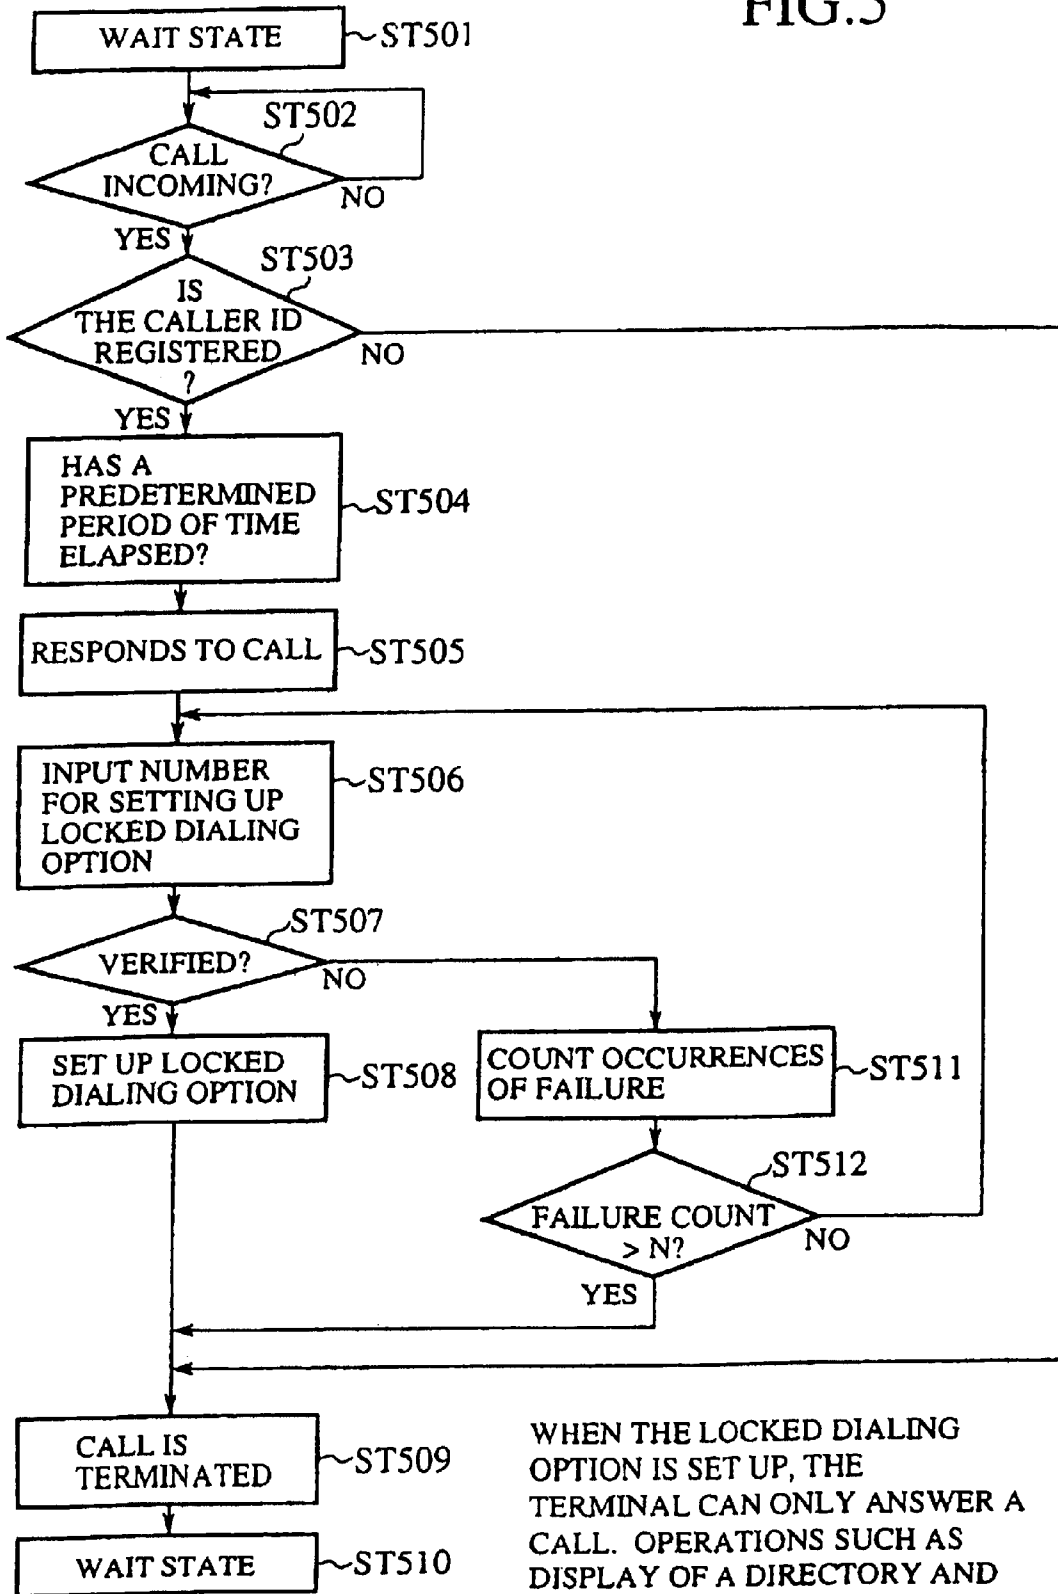 FIG.5
WAIT STATE
ST501
ST502
CALL
INCOMING?
NO
YES
ST503
IS
THE CALLER ID
REGISTERED
?
NO
YES
HAS A
PREDETERMINED
PERIOD OF TIME
ELAPSED?
ST504
RESPONDS TO CALL
ST505
INPUT NUMBER
FOR SETTING UP
LOCKED DIALING
OPTION
ST506
ST507
VERIFIED?
NO
YES
SET UP LOCKED
DIALING OPTION
ST508
COUNT OCCURRENCES
OF FAILURE
ST511
ST512
FAILURE COUNT
> N?
NO
YES
CALL IS
TERMINATED
ST509
WAIT STATE
ST510
WHEN THE LOCKED DIALING
OPTION IS SET UP, THE
TERMINAL CAN ONLY ANSWER A
CALL. OPERATIONS SUCH AS
DISPLAY OF A DIRECTORY AND